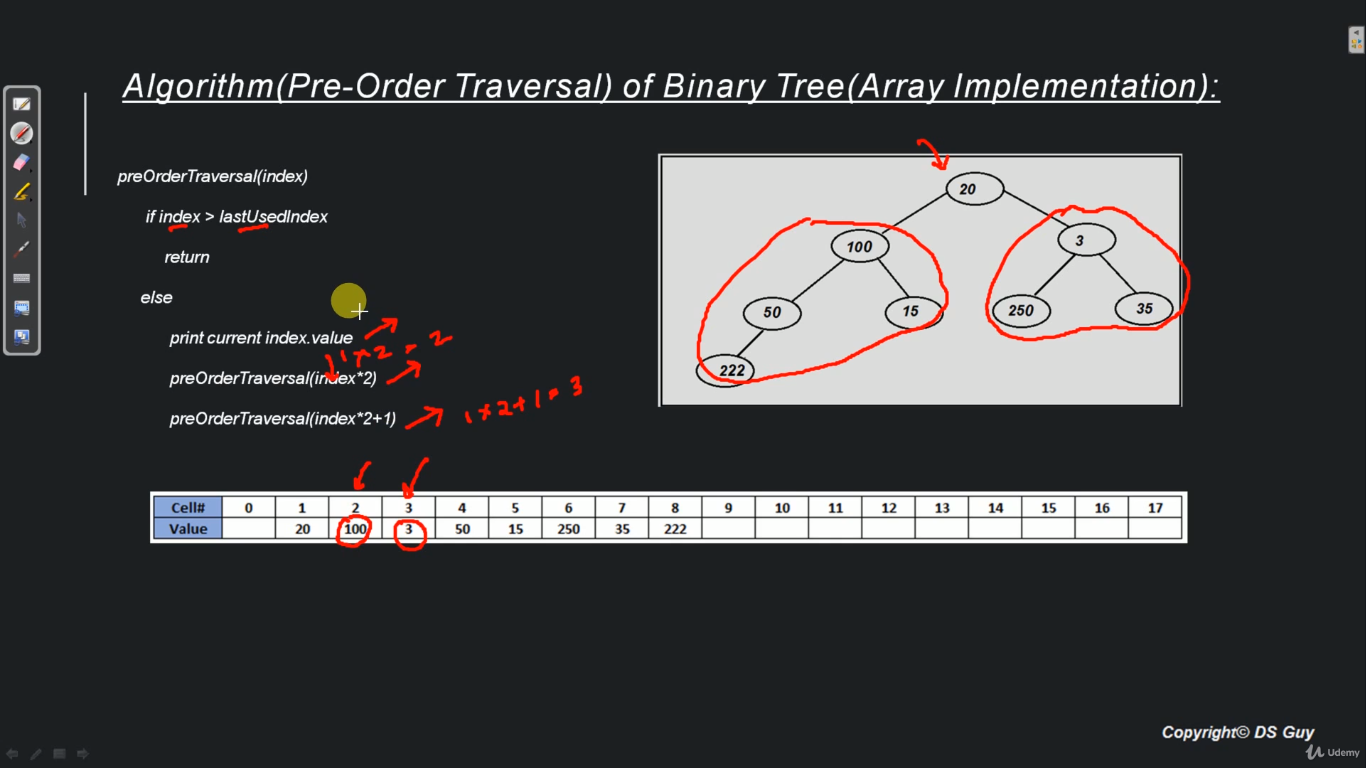 Algorithm(Pre-Order Traversal) of Binary Tree(Array Implementation):
preOrderTraversal(index)
if index > lastUsedIndex
return
else
print current index.value
1*2 = 2
preOrderTraversal(index*2)
preOrderTraversal(index*2+1)
1*2+1=3
20
100
3
50
15
250
35
222
Cell# 0 1 2 3 4 5 6 7 8 9 10 11 12 13 14 15 16 17
Value 20 100 3 50 15 250 35 222
Copyright© DS Guy
Udemy